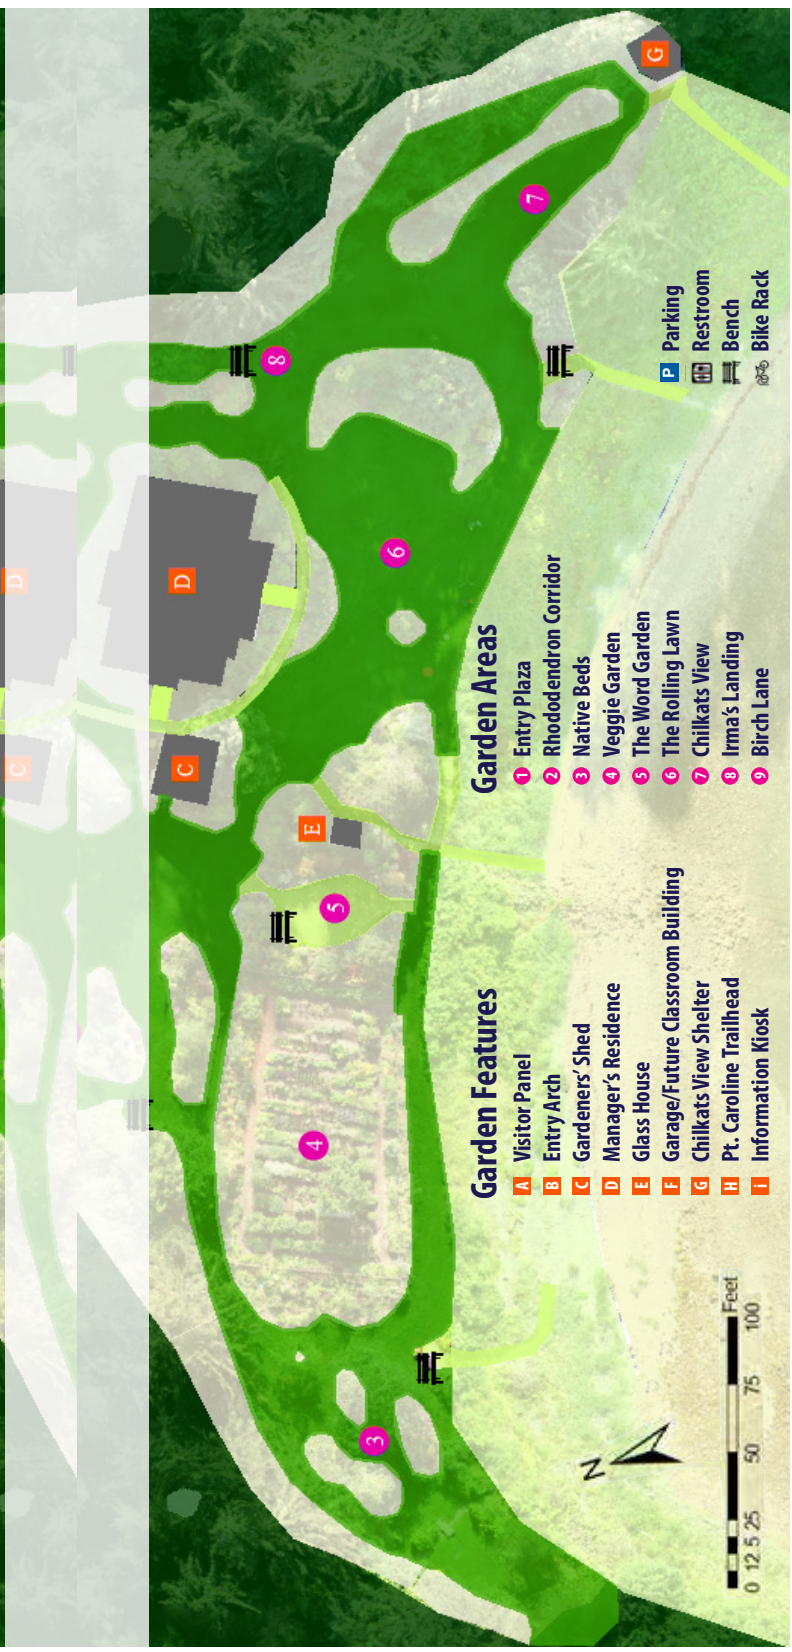 G
7
8
D
D
6
C
C
E
5
4
3
Garden Features
A Visitor Panel
B Entry Arch
C Gardeners' Shed
D Manager's Residence
E Glass House
F Garage/Future Classroom Building
G Chilkats View Shelter
H Pt. Caroline Trailhead
i Information Kiosk
Garden Areas
1 Entry Plaza
2 Rhododendron Corridor
3 Native Beds
4 Veggie Garden
5 The Word Garden
6 The Rolling Lawn
7 Chilkats View
8 Irma's Landing
9 Birch Lane
P Parking
Restroom
Bench
Bike Rack
N
0 12.5 25 50 75 100
Feet